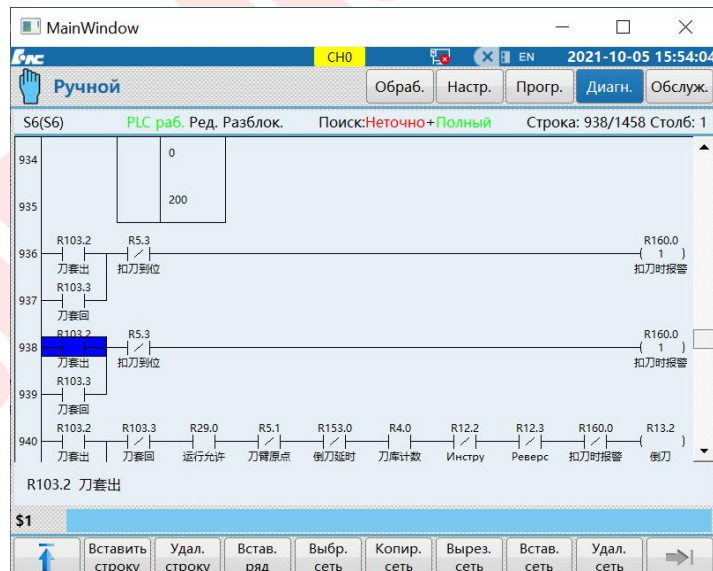 MainWindow
HNC CH0 EN 2021-10-05 15:54:04
Ручной Обраб. Настр. Прогр. Диагн. Обслуж.
S6(S6) PLC раб. Ред. Разблок. Поиск:Неточно+Полный Строка: 938/1458 Столб: 1
934 0
935 200
R103.2 R5.3 R160.0
936 1
刀套出 扣刀到位 扣刀时报警
R103.3
937
刀套回
R103.2 R5.3 R160.0
938 1
刀套出 扣刀到位 扣刀时报警
R103.3
939
刀套回
R103.2 R103.3 R29.0 R5.1 R153.0 R4.0 R12.2 R12.3 R160.0 R13.2
940
刀套出 刀套回 运行允许 刀臂原点 倒刀延时 刀库计数 Инстру Реверс 扣刀时报警 倒刀
R103.2 刀套出
$1
Вставить Удал. Встав. Выбр. Копир. Вырез. Встав. Удал.
строку строку ряд сеть сеть сеть сеть сеть